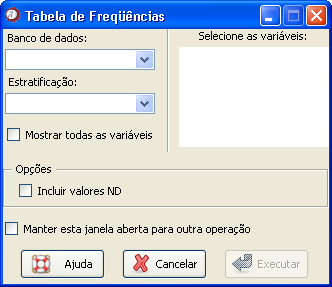 Tabela de Freqüências
Banco de dados:
Selecione as variáveis:
Estratificação:
Mostrar todas as variáveis
Opções
Incluir valores ND
Manter esta janela aberta para outra operação
Ajuda
Cancelar
Executar